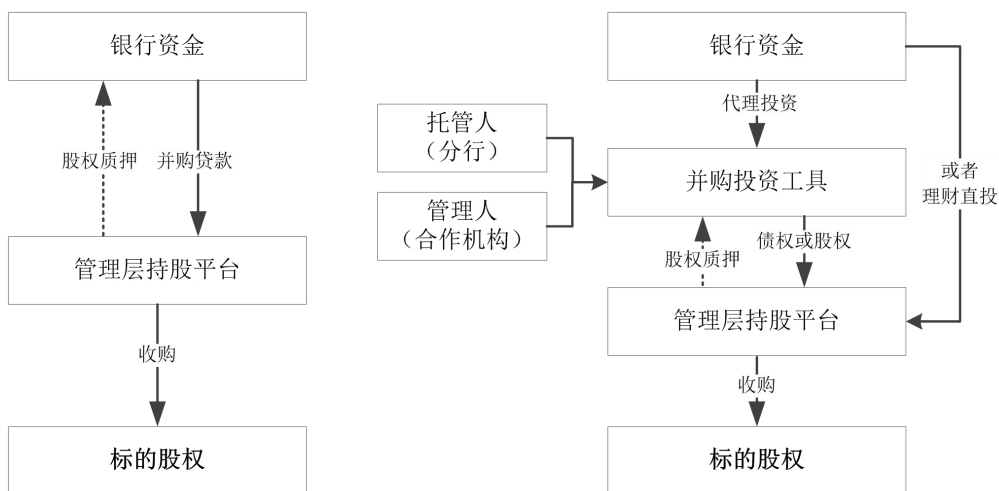 银行资金
股权质押
并购贷款
管理层持股平台
收购
标的股权
银行资金
代理投资
托管人
（分行）
并购投资工具
管理人
（合作机构）
或者
理财直投
股权质押
债权或股权
管理层持股平台
收购
标的股权